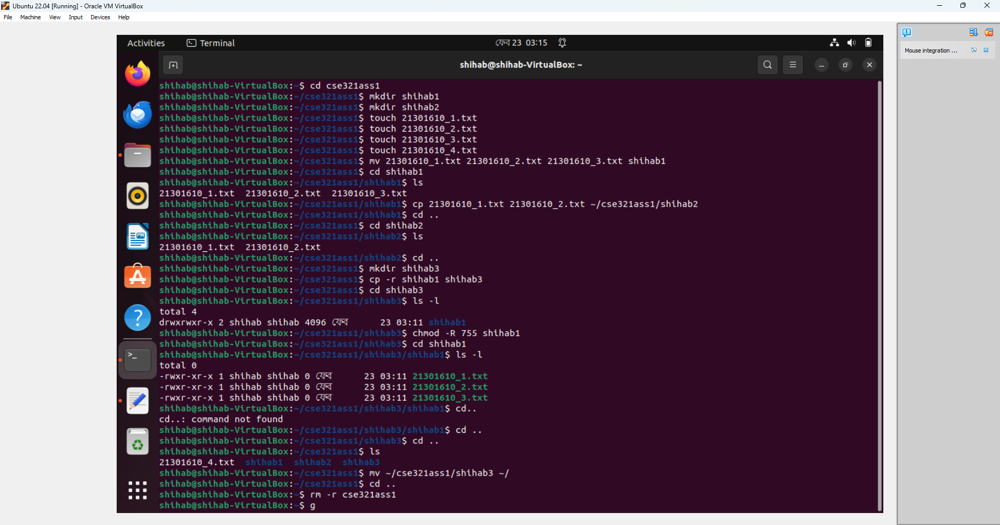 Ubuntu 22.04 [Running] - Oracle VM VirtualBox
File Machine View Input Devices Help
Mouse integration ...
Activities Terminal ফেব 23 03:15
shihab@shihab-VirtualBox: ~
shihab@shihab-VirtualBox:~$ cd cse321ass1
shihab@shihab-VirtualBox:~/cse321ass1$ mkdir shihab1
shihab@shihab-VirtualBox:~/cse321ass1$ mkdir shihab2
shihab@shihab-VirtualBox:~/cse321ass1$ touch 21301610_1.txt
shihab@shihab-VirtualBox:~/cse321ass1$ touch 21301610_2.txt
shihab@shihab-VirtualBox:~/cse321ass1$ touch 21301610_3.txt
shihab@shihab-VirtualBox:~/cse321ass1$ touch 21301610_4.txt
shihab@shihab-VirtualBox:~/cse321ass1$ mv 21301610_1.txt 21301610_2.txt 21301610_3.txt shihab1
shihab@shihab-VirtualBox:~/cse321ass1$ cd shihab1
shihab@shihab-VirtualBox:~/cse321ass1/shihab1$ ls
21301610_1.txt 21301610_2.txt 21301610_3.txt
shihab@shihab-VirtualBox:~/cse321ass1/shihab1$ cp 21301610_1.txt 21301610_2.txt ~/cse321ass1/shihab2
shihab@shihab-VirtualBox:~/cse321ass1/shihab1$ cd ..
shihab@shihab-VirtualBox:~/cse321ass1$ cd shihab2
shihab@shihab-VirtualBox:~/cse321ass1/shihab2$ ls
21301610_1.txt 21301610_2.txt
shihab@shihab-VirtualBox:~/cse321ass1/shihab2$ cd ..
shihab@shihab-VirtualBox:~/cse321ass1$ mkdir shihab3
shihab@shihab-VirtualBox:~/cse321ass1$ cp -r shihab1 shihab3
shihab@shihab-VirtualBox:~/cse321ass1$ cd shihab3
shihab@shihab-VirtualBox:~/cse321ass1/shihab3$ ls -l
total 4
drwxrwxr-x 2 shihab shihab 4096 ফেব 23 03:11 shihab1
shihab@shihab-VirtualBox:~/cse321ass1/shihab3$ chmod -R 755 shihab1
shihab@shihab-VirtualBox:~/cse321ass1/shihab3$ cd shihab1
shihab@shihab-VirtualBox:~/cse321ass1/shihab3/shihab1$ ls -l
total 0
-rwxr-xr-x 1 shihab shihab 0 ফেব 23 03:11 21301610_1.txt
-rwxr-xr-x 1 shihab shihab 0 ফেব 23 03:11 21301610_2.txt
-rwxr-xr-x 1 shihab shihab 0 ফেব 23 03:11 21301610_3.txt
shihab@shihab-VirtualBox:~/cse321ass1/shihab3/shihab1$ cd..
cd..: command not found
shihab@shihab-VirtualBox:~/cse321ass1/shihab3/shihab1$ cd ..
shihab@shihab-VirtualBox:~/cse321ass1/shihab3$ cd ..
shihab@shihab-VirtualBox:~/cse321ass1$ ls
21301610_4.txt shihab1 shihab2 shihab3
shihab@shihab-VirtualBox:~/cse321ass1$ mv ~/cse321ass1/shihab3 ~/
shihab@shihab-VirtualBox:~/cse321ass1$ cd ..
shihab@shihab-VirtualBox:~$ rm -r cse321ass1
shihab@shihab-VirtualBox:~$ g